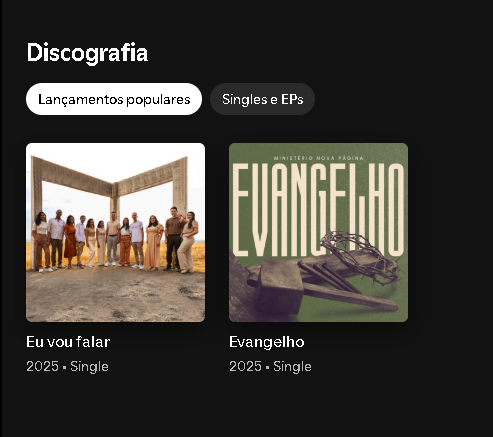 Discografia
Lançamentos populares
Singles e EPs
MINISTÉRIO NOVA PÁGINA
EVANGELHO
Eu vou falar
Evangelho
2025 • Single
2025 • Single